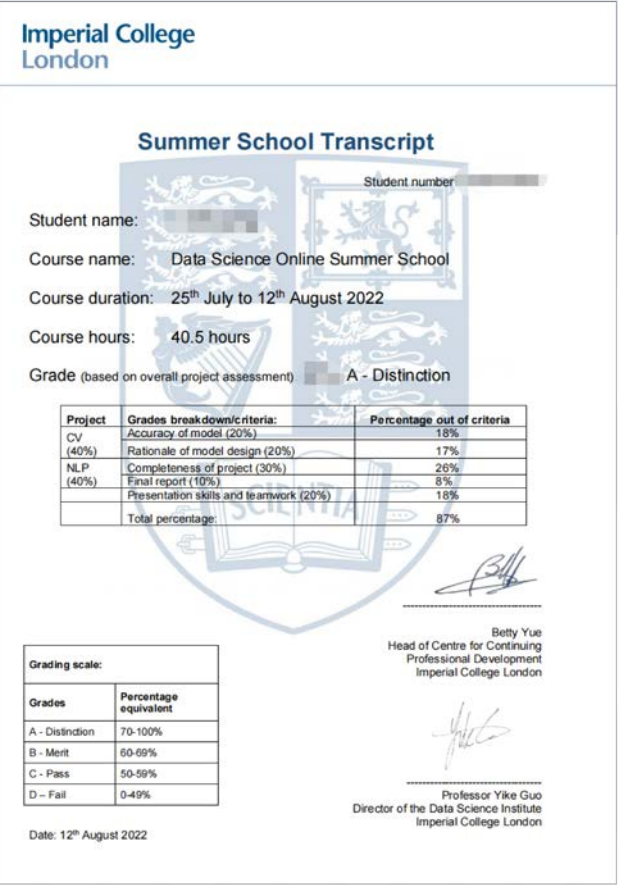 Imperial College
London
Summer School Transcript
Student number
Student name:
Course name: Data Science Online Summer School
Course duration: 25th July to 12th August 2022
Course hours: 40.5 hours
Grade (based on overall project assessment) A - Distinction
Project Grades breakdown/criteria: Percentage out of criteria
CV (40%) Accuracy of model (20%) 18%
Rationale of model design (20%) 17%
NLP (40%) Completeness of project (30%) 26%
Final report (10%) 8%
Presentation skills and teamwork (20%) 18%
Total percentage: 87%
SCIENTIA
Betty Yue
Head of Centre for Continuing
Professional Development
Imperial College London
Grading scale:
Grades Percentage equivalent
A - Distinction 70-100%
B - Merit 60-69%
C - Pass 50-59%
D – Fail 0-49%
Professor Yike Guo
Director of the Data Science Institute
Imperial College London
Date: 12th August 2022